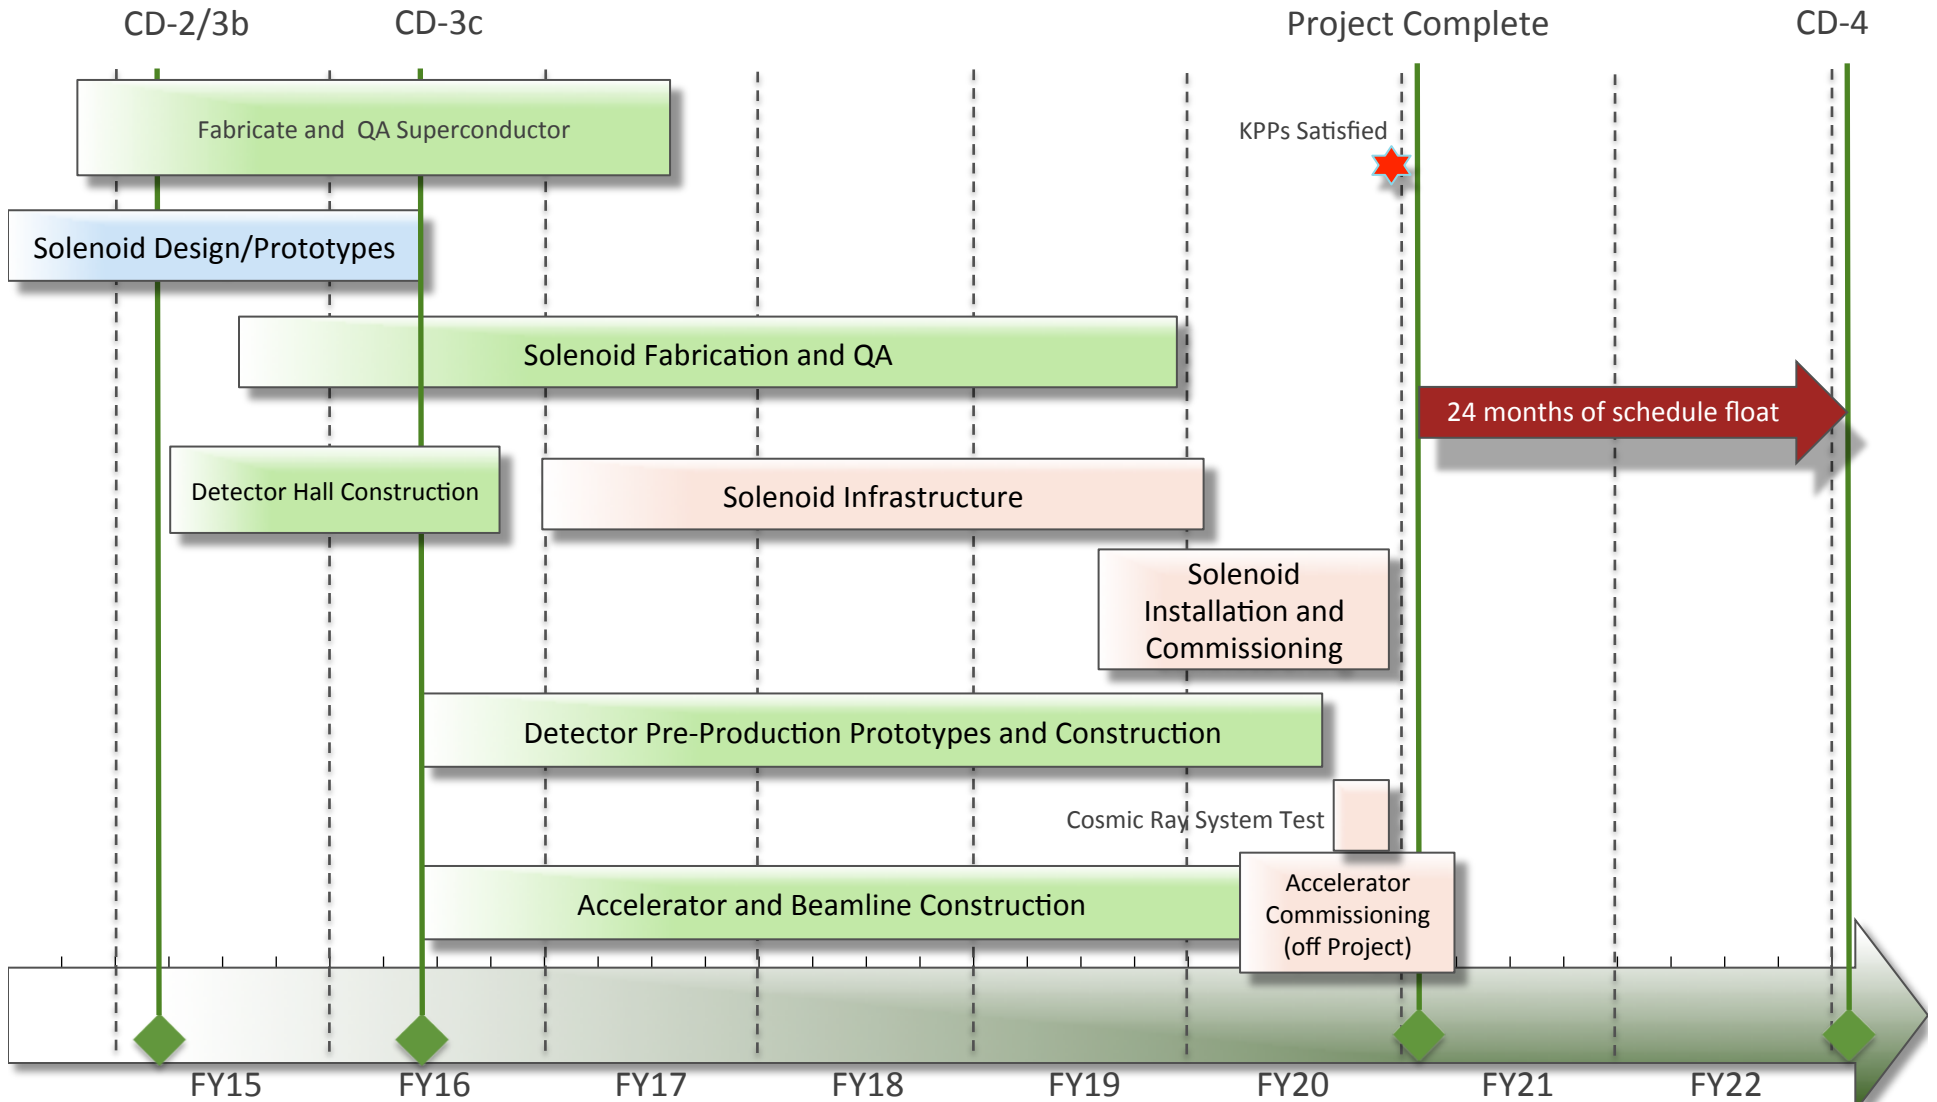 CD-2/3b
CD-3c
Project Complete
CD-4
Fabricate and QA Superconductor
KPPs Satisfied
Solenoid Design/Prototypes
Solenoid Fabrication and QA
24 months of schedule float
Detector Hall Construction
Solenoid Infrastructure
Solenoid
Installation and
Commissioning
Detector Pre-Production Prototypes and Construction
Cosmic Ray System Test
Accelerator and Beamline Construction
Accelerator
Commissioning
(off Project)
FY15
FY16
FY17
FY18
FY19
FY20
FY21
FY22